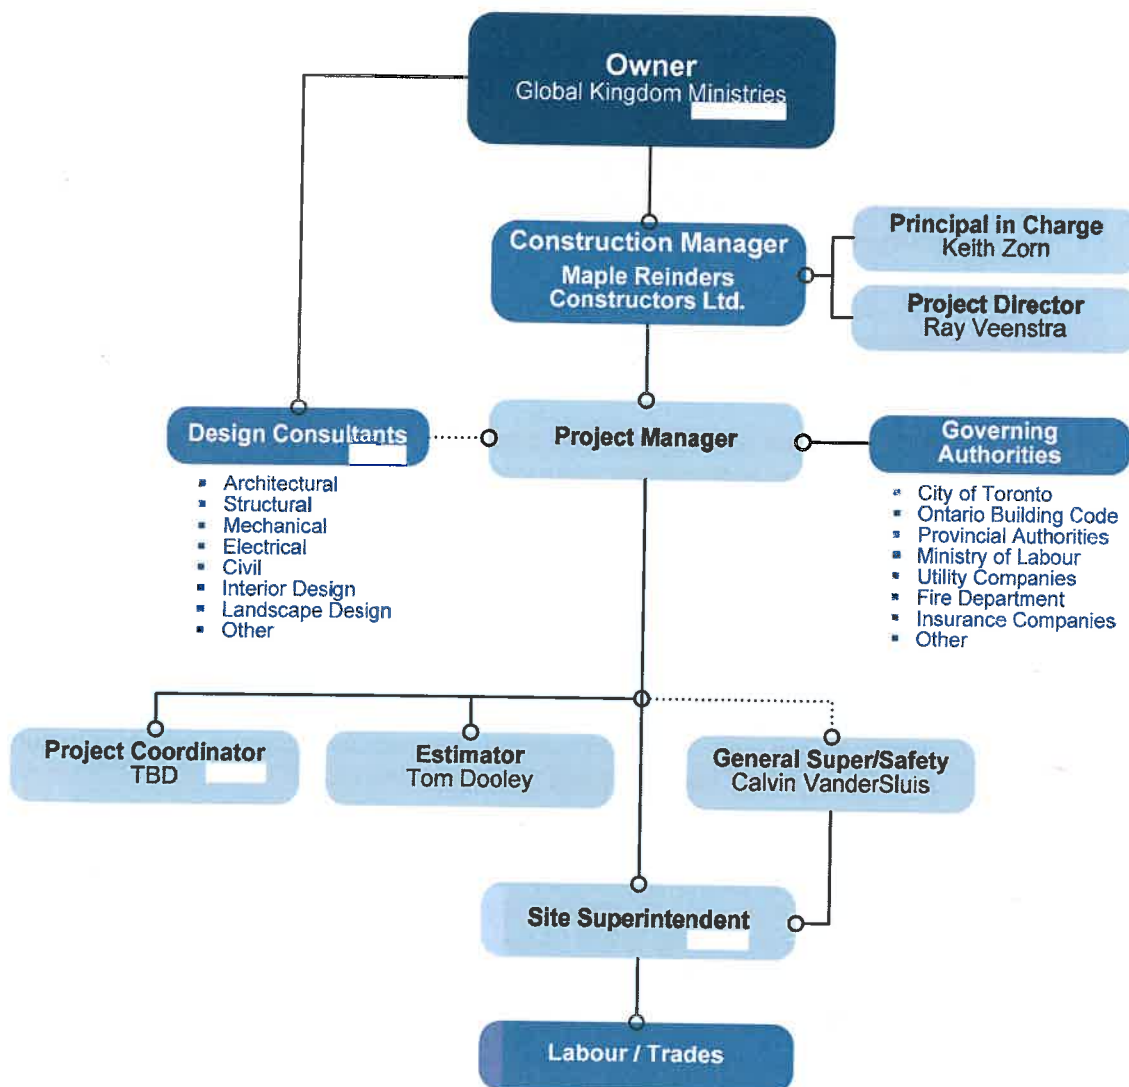 Owner
Global Kingdom Ministries
Construction Manager
Maple Reinders
Constructors Ltd.
Principal in Charge
Keith Zorn
Project Director
Ray Veenstra
Design Consultants
Project Manager
Governing
Authorities
Architectural
Structural
Mechanical
Electrical
Civil
Interior Design
Landscape Design
Other
City of Toronto
Ontario Building Code
Provincial Authorities
Ministry of Labour
Utility Companies
Fire Department
Insurance Companies
Other
Project Coordinator
TBD
Estimator
Tom Dooley
General Super/Safety
Calvin VanderSluis
Site Superintendent
Labour / Trades